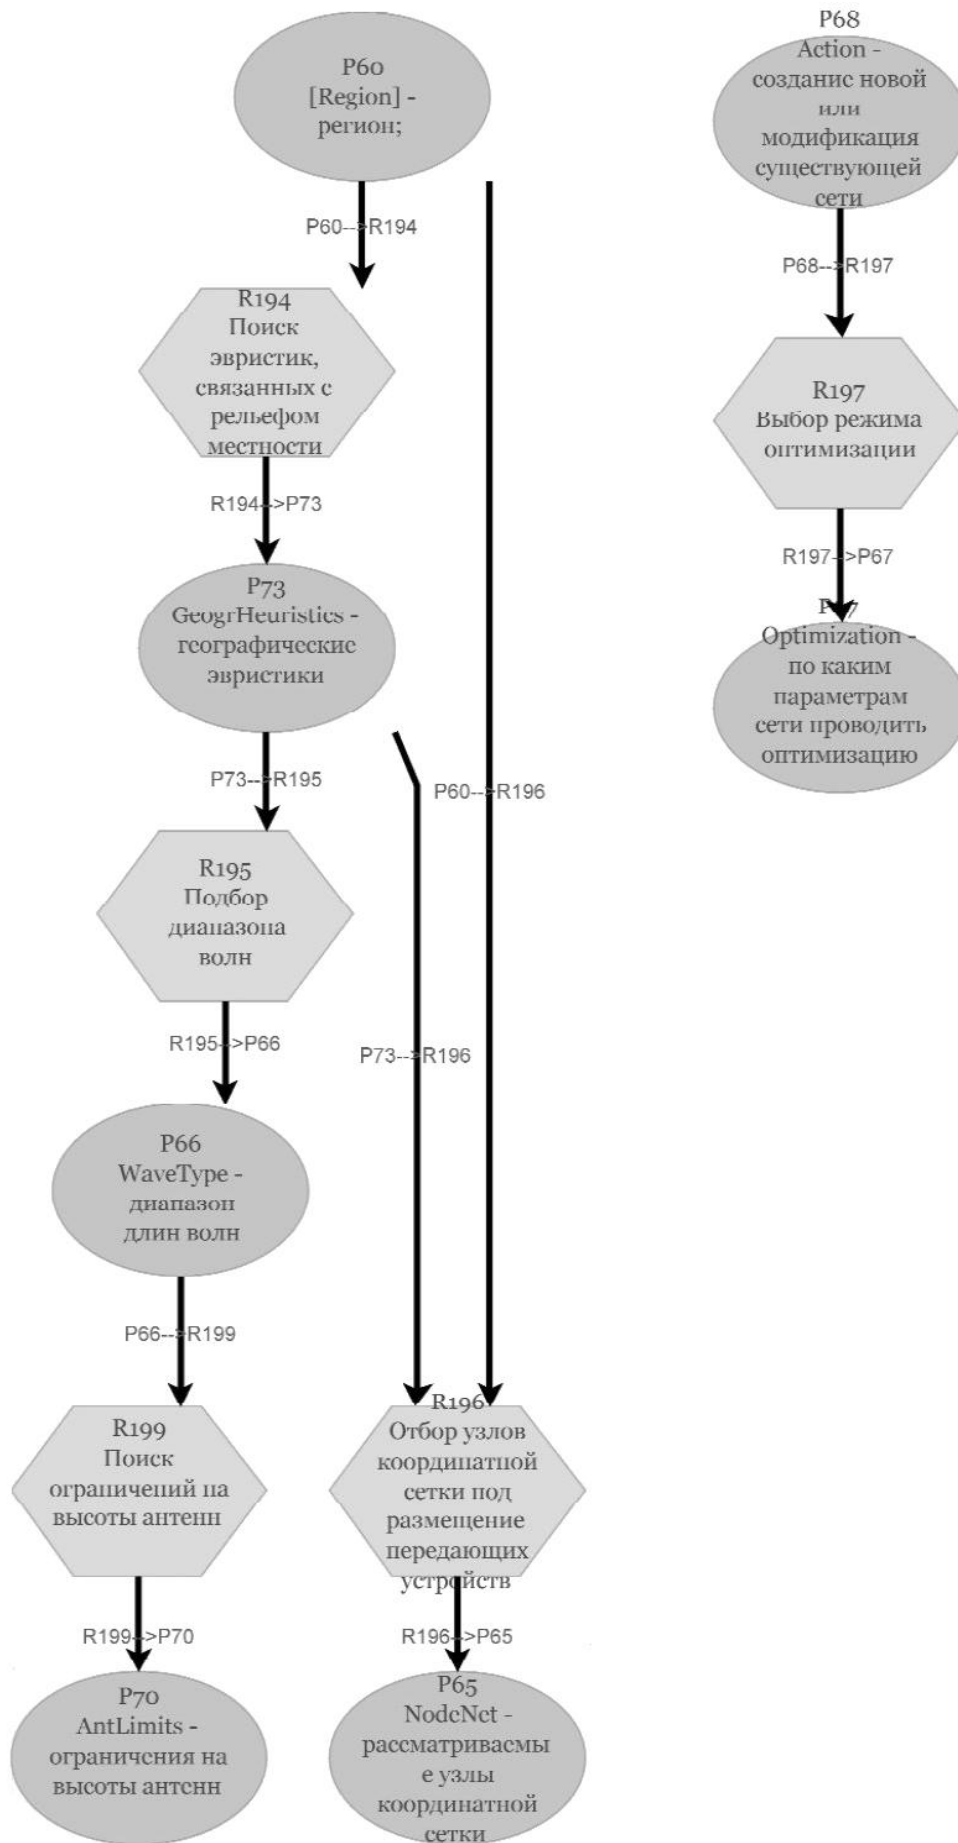 P60
[Region] -
регион;
P60-->R194
R194
Поиск
эвристик,
связанных с
рельефом
местности
R194-->P73
P73
GeogrHeuristics -
географические
эвристики
P73-->R195
R195
Подбор
диапазона
волн
R195-->P66
P66
WaveType -
диапазон
длин волн
P66-->R199
R199
Поиск
ограничений на
высоты антенн
R199-->P70
P70
AntLimits -
ограничения на
высоты антенн
P73-->R196
P60-->R196
R196
Отбор узлов
координатной
сетки под
размещение
передающих
устройств
R196-->P65
P65
NodeNet -
рассматриваемы
е узлы
координатной
сетки
P68
Action -
создание новой
или
модификация
существующей
сети
P68-->R197
R197
Выбор режима
оптимизации
R197-->P67
P67
Optimization -
по каким
параметрам
сети проводить
оптимизацию